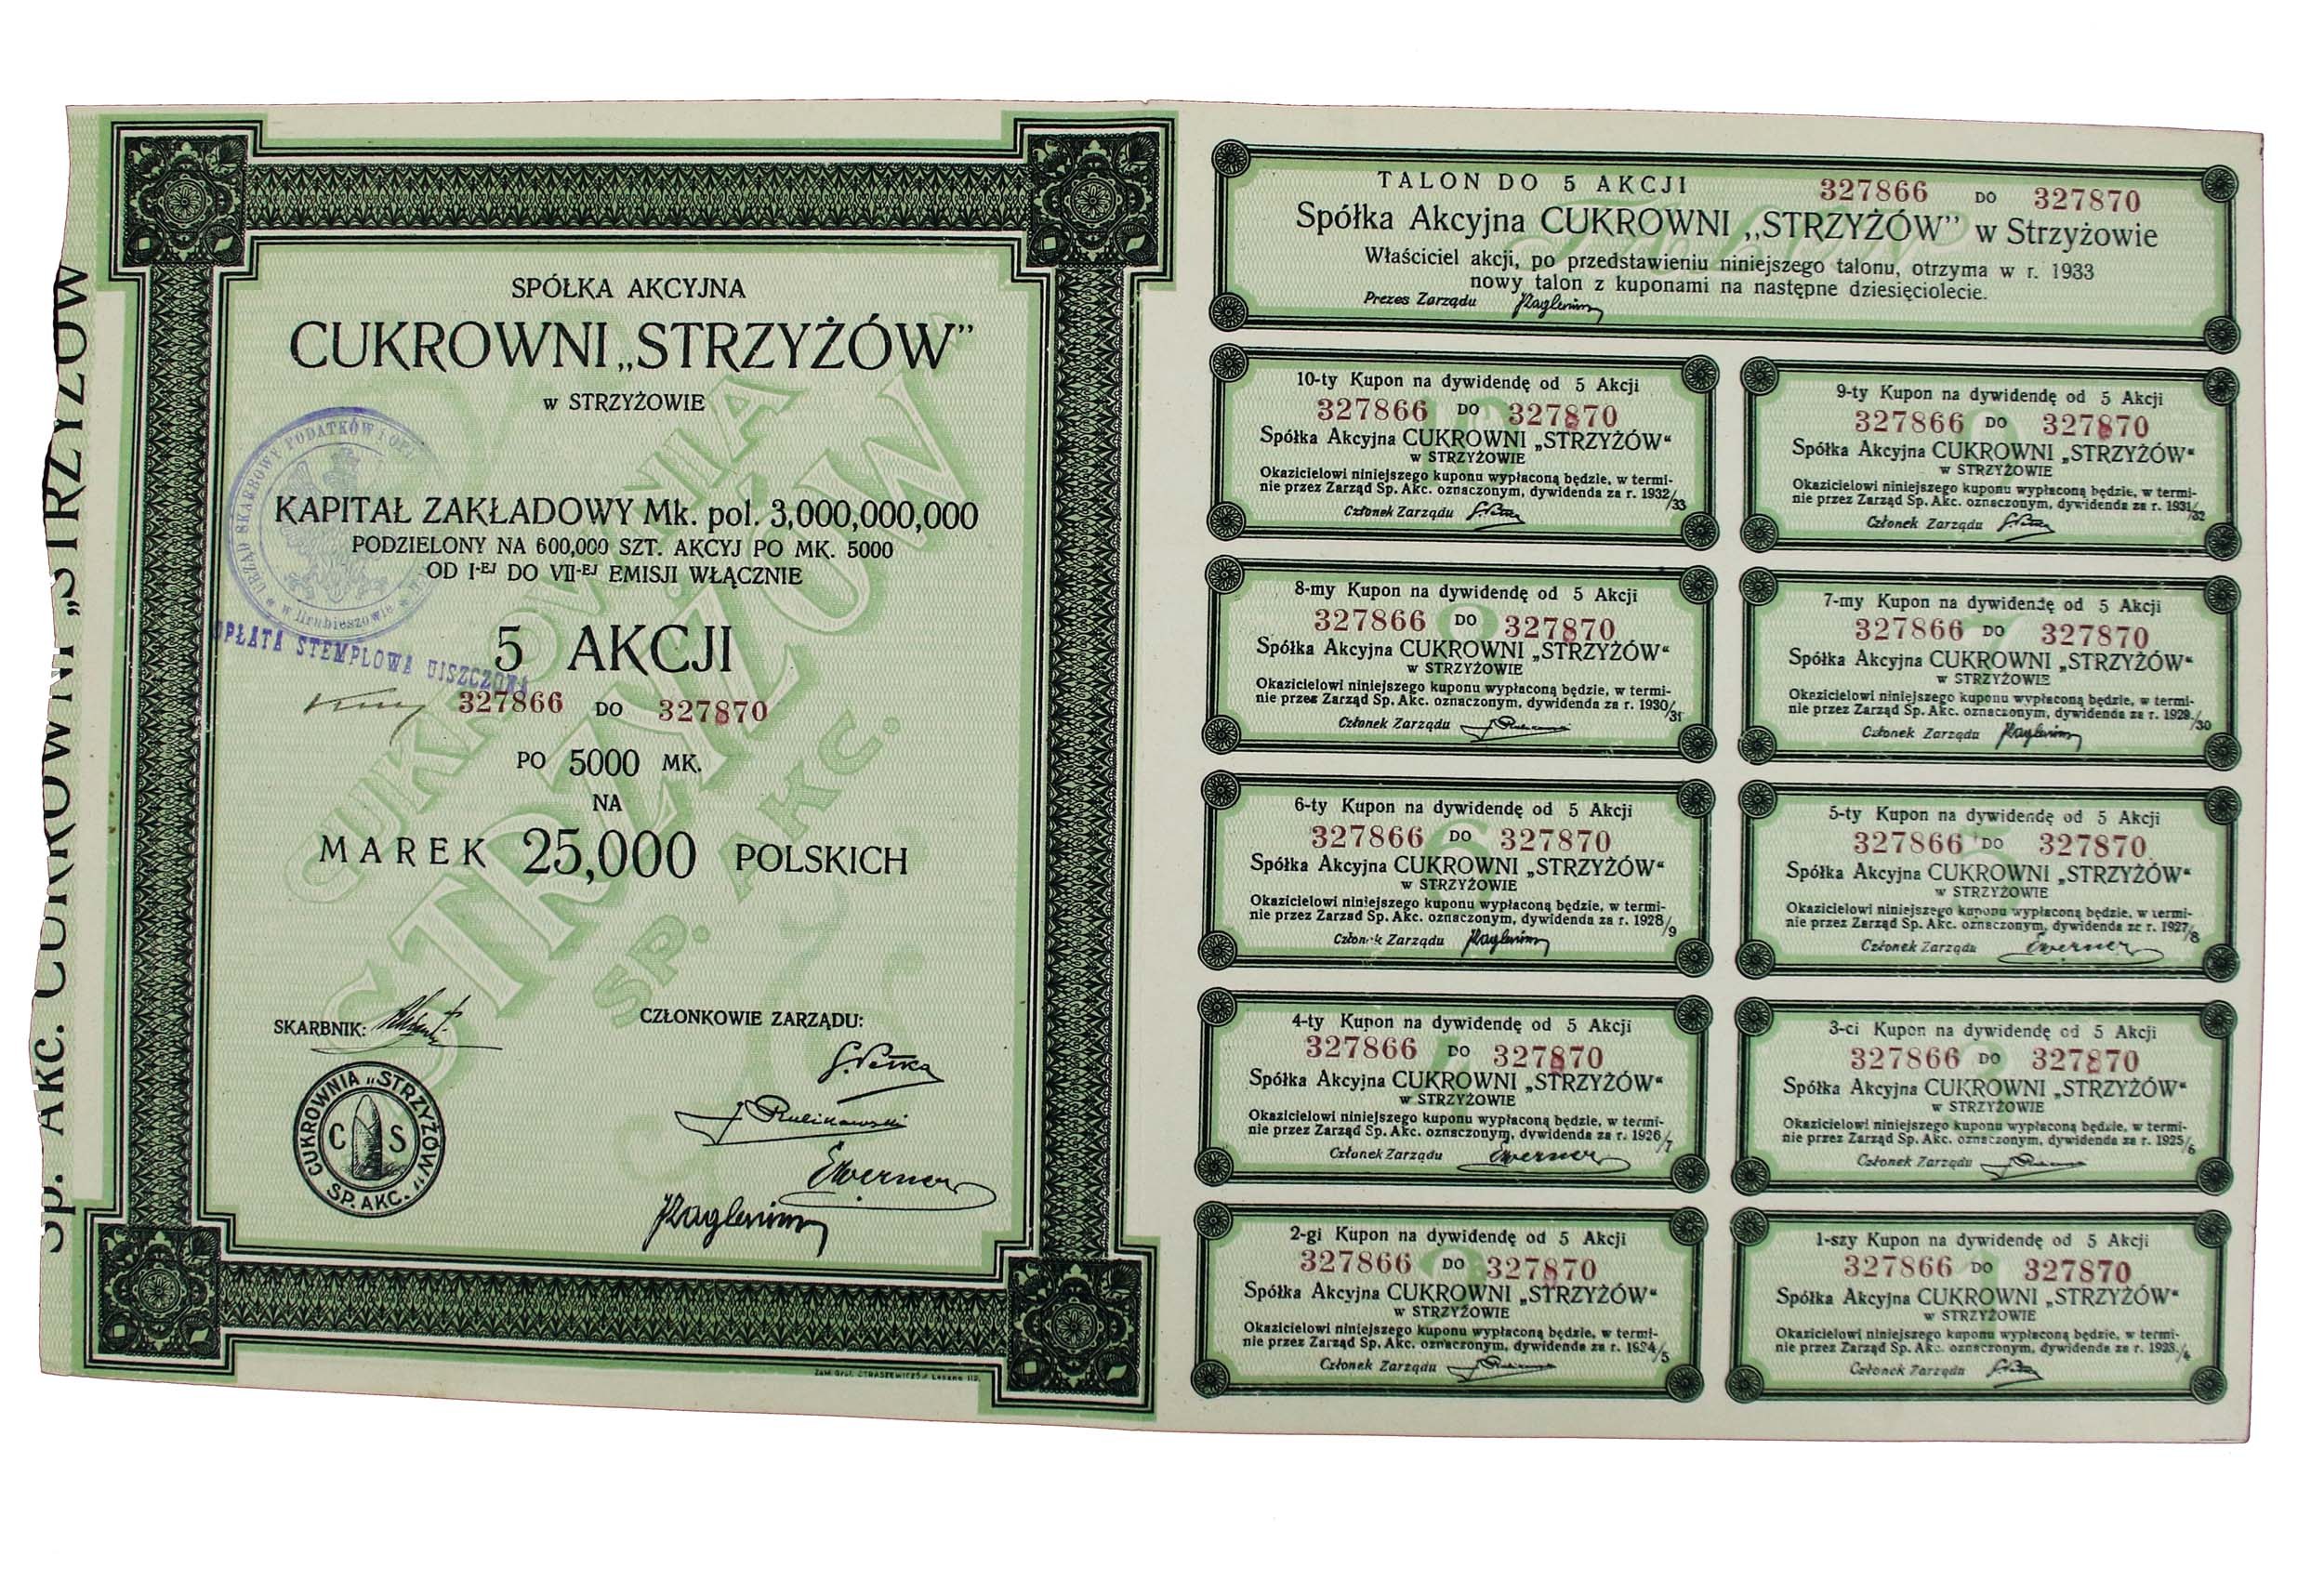 Sp. Akc. CUKROWNI „STRZYŻÓW
SPÓŁKA AKCYJNA
CUKROWNI „STRZYŻÓW”
w STRZYŻOWIE
CUKROWNIA
STRZYŻÓW
SP. AKC.
URZĄD SKARBOWY PODATKÓW I OPŁ
w Hrubieszowie
OPŁATA STEMPLOWA UISZCZONA
KAPITAŁ ZAKŁADOWY Mk. pol. 3,000,000,000
PODZIELONY NA 600,000 SZT. AKCYJ PO MK. 5000
OD I-EJ DO VII-EJ EMISJI WŁĄCZNIE
5 AKCJI
327866 DO 327870
PO 5000 MK.
NA
MAREK 25,000 POLSKICH
SKARBNIK:
CZŁONKOWIE ZARZĄDU:
CUKROWNIA „STRZYŻÓW”
C S
SP. AKC.
TALON DO 5 AKCJI 327866 DO 327870
Spółka Akcyjna CUKROWNI ,,STRZYŻÓW” w Strzyżowie
Właściciel akcji, po przedstawieniu niniejszego talonu, otrzyma w r. 1933
nowy talon z kuponami na następne dziesięciolecie.
Prezes Zarządu
10-ty Kupon na dywidendę od 5 Akcji
327866 DO 327870
Spółka Akcyjna CUKROWNI „STRZYŻÓW“
w STRZYŻOWIE
Okazicielowi niniejszego kuponu wypłaconą będzie, w termi-
nie przez Zarząd Sp. Akc. oznaczonym, dywidenda za r. 1932/33
Członek Zarządu
9-ty Kupon na dywidendę od 5 Akcji
327866 DO 327870
Spółka Akcyjna CUKROWNI „STRZYŻÓW“
w STRZYŻOWIE
Okazicielowi niniejszego kuponu wypłaconą będzie, w termi-
nie przez Zarząd Sp. Akc. oznaczonym, dywidenda za r. 1931/32
Członek Zarządu
8-my Kupon na dywidendę od 5 Akcji
327866 DO 327870
Spółka Akcyjna CUKROWNI „STRZYŻÓW“
w STRZYŻOWIE
Okazicielowi niniejszego kuponu wypłaconą będzie, w termi-
nie przez Zarząd Sp. Akc. oznaczonym, dywidenda za r. 1930/31
Członek Zarządu
7-my Kupon na dywidendę od 5 Akcji
327866 DO 327870
Spółka Akcyjna CUKROWNI „STRZYŻÓW“
w STRZYŻOWIE
Okazicielowi niniejszego kuponu wypłaconą będzie, w termi-
nie przez Zarząd Sp. Akc. oznaczonym, dywidenda za r. 1929/30
Członek Zarządu
6-ty Kupon na dywidendę od 5 Akcji
327866 DO 327870
Spółka Akcyjna CUKROWNI „STRZYŻÓW“
w STRZYŻOWIE
Okazicielowi niniejszego kuponu wypłaconą będzie, w termi-
nie przez Zarząd Sp. Akc. oznaczonym, dywidenda za r. 1928/9
Członek Zarządu
5-ty Kupon na dywidendę od 5 Akcji
327866 DO 327870
Spółka Akcyjna CUKROWNI „STRZYŻÓW“
w STRZYŻOWIE
Okazicielowi niniejszego kuponu wypłaconą będzie, w termi-
nie przez Zarząd Sp. Akc. oznaczonym, dywidenda za r. 1927/8
Członek Zarządu
4-ty Kupon na dywidendę od 5 Akcji
327866 DO 327870
Spółka Akcyjna CUKROWNI „STRZYŻÓW“
w STRZYŻOWIE
Okazicielowi niniejszego kuponu wypłaconą będzie, w termi-
nie przez Zarząd Sp. Akc. oznaczonym, dywidenda za r. 1926/7
Członek Zarządu
3-ci Kupon na dywidendę od 5 Akcji
327866 DO 327870
Spółka Akcyjna CUKROWNI „STRZYŻÓW“
w STRZYŻOWIE
Okazicielowi niniejszego kuponu wypłaconą będzie, w termi-
nie przez Zarząd Sp. Akc. oznaczonym, dywidenda za r. 1925/6
Członek Zarządu
2-gi Kupon na dywidendę od 5 Akcji
327866 DO 327870
Spółka Akcyjna CUKROWNI „STRZYŻÓW“
w STRZYŻOWIE
Okazicielowi niniejszego kuponu wypłaconą będzie, w termi-
nie przez Zarząd Sp. Akc. oznaczonym, dywidenda za r. 1924/5
Członek Zarządu
1-szy Kupon na dywidendę od 5 Akcji
327866 DO 327870
Spółka Akcyjna CUKROWNI „STRZYŻÓW“
w STRZYŻOWIE
Okazicielowi niniejszego kuponu wypłaconą będzie, w termi-
nie przez Zarząd Sp. Akc. oznaczonym, dywidenda za r. 1923/4
Członek Zarządu